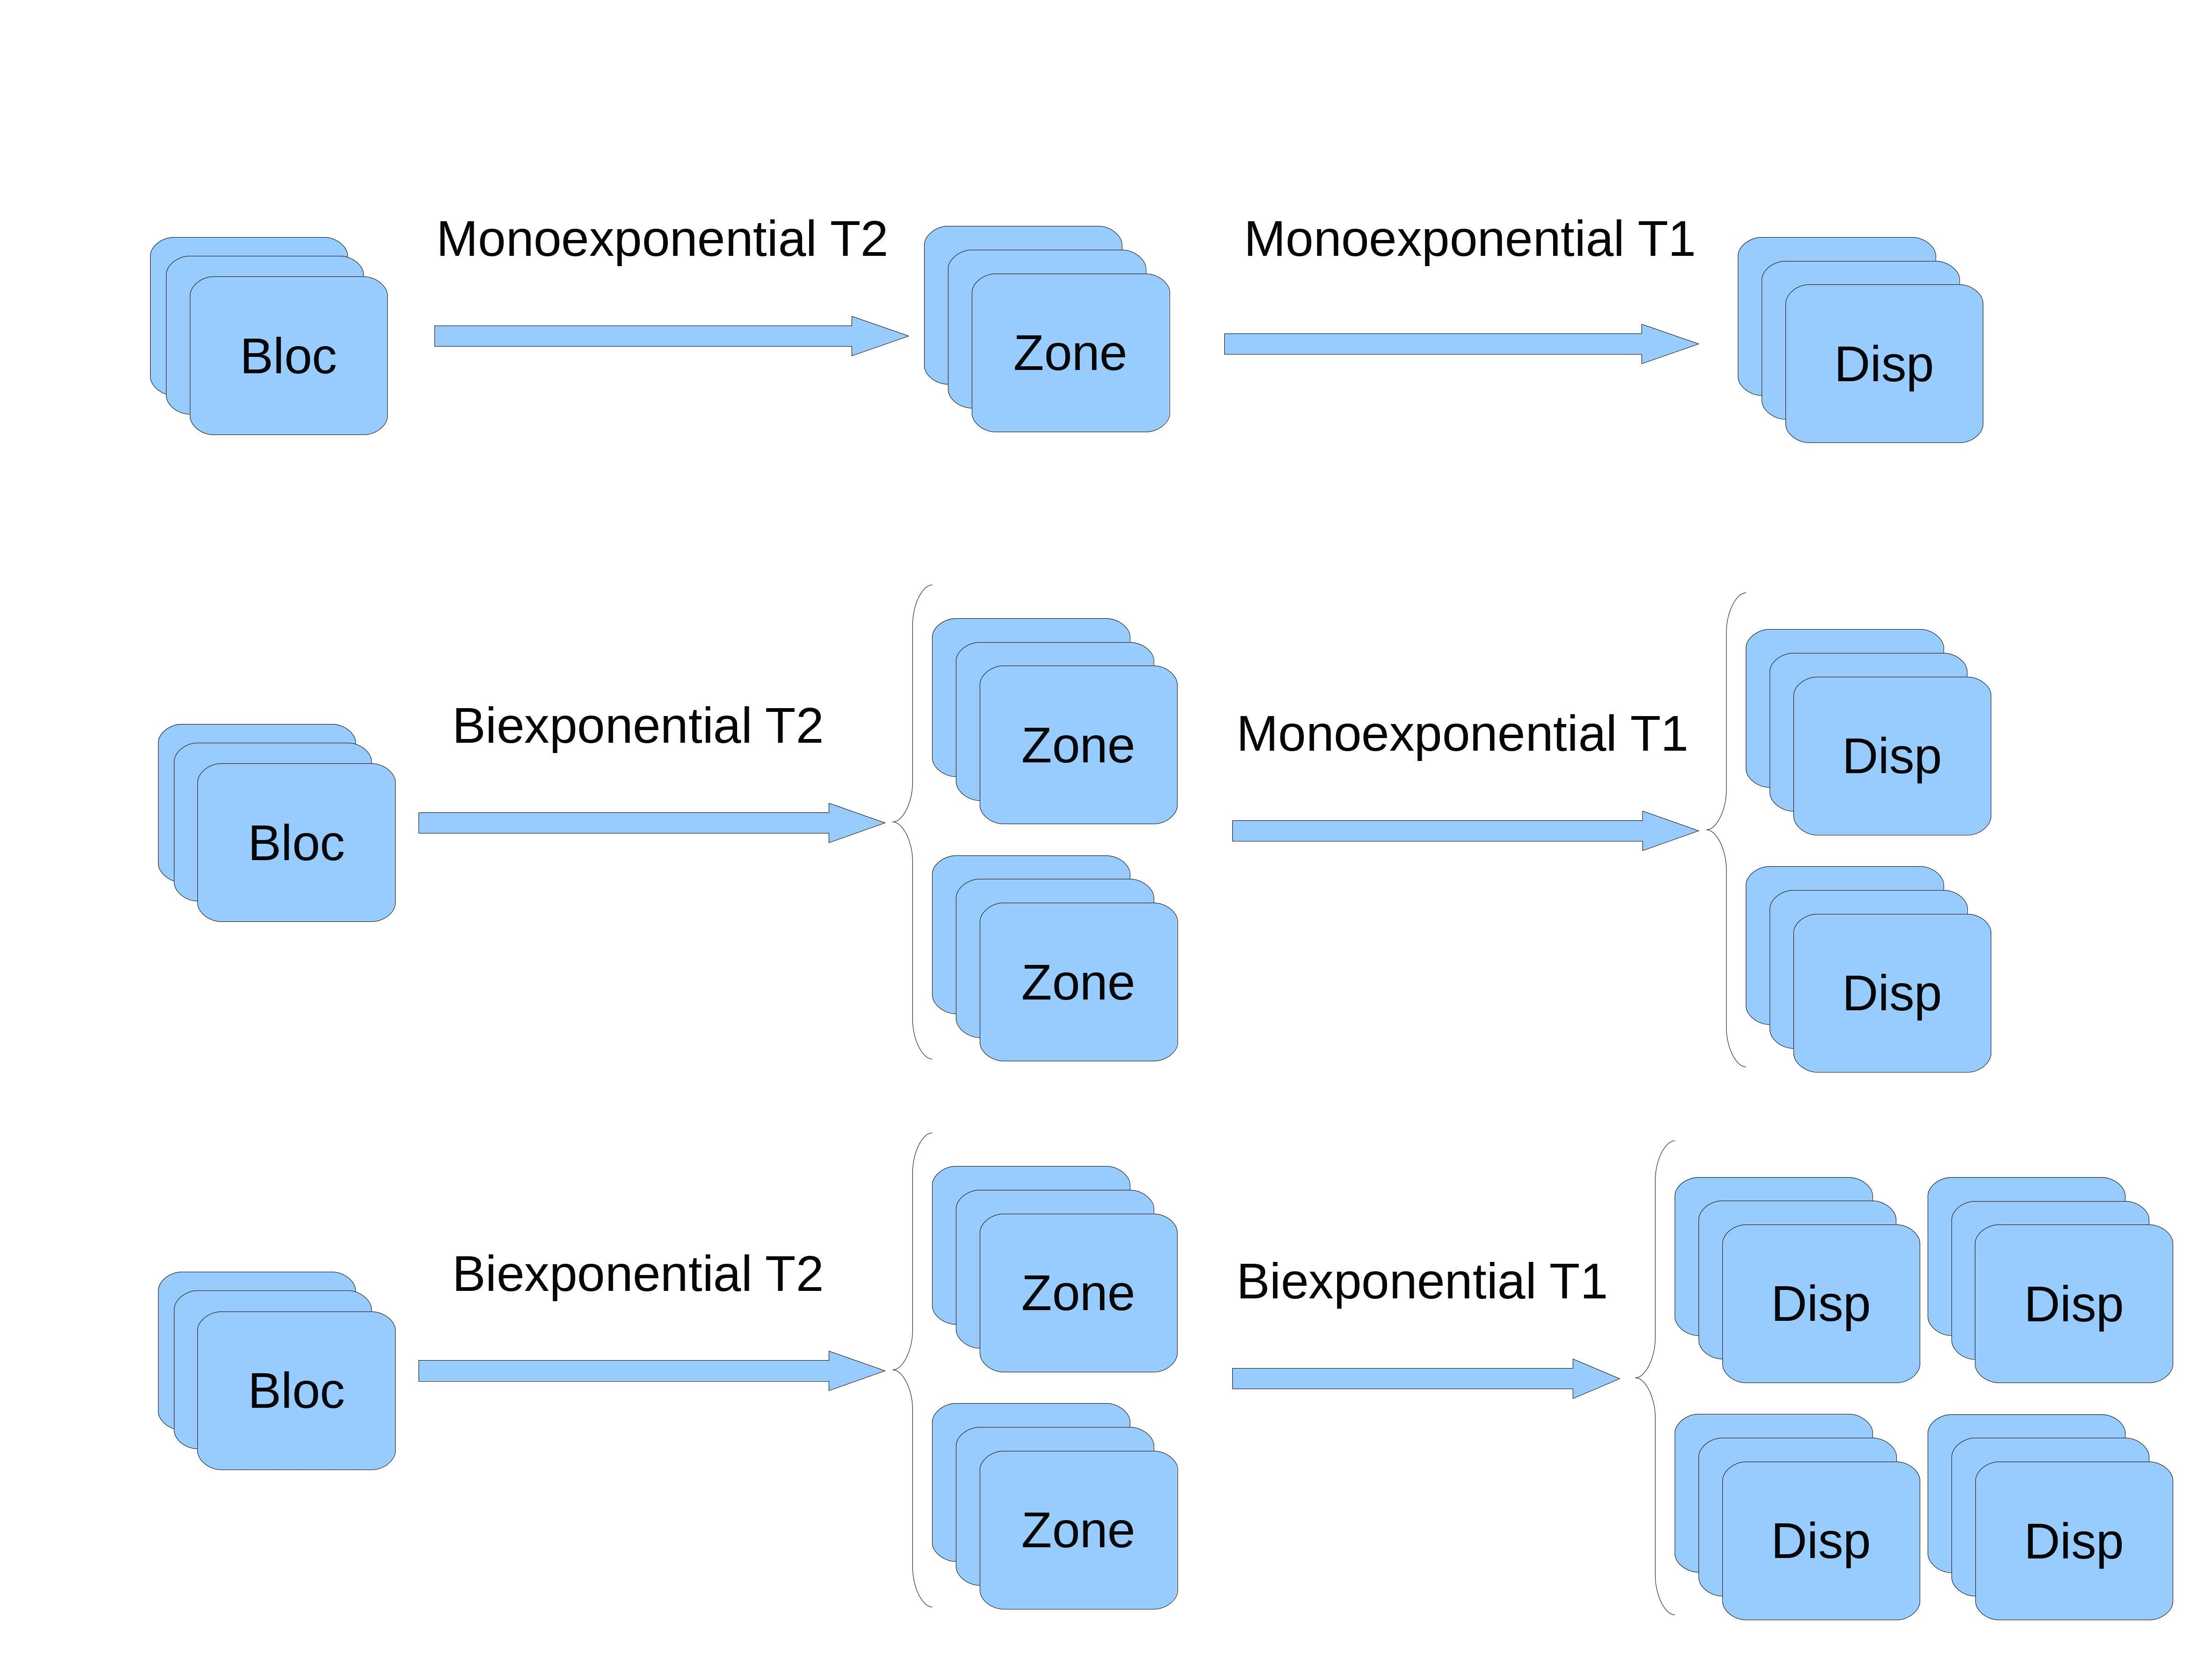 Monoexponential T2
Monoexponential T1
Bloc
Zone
Disp
Biexponential T2
Monoexponential T1
Zone
Disp
Bloc
Zone
Disp
Biexponential T2
Biexponential T1
Zone
Disp
Disp
Bloc
Zone
Disp
Disp